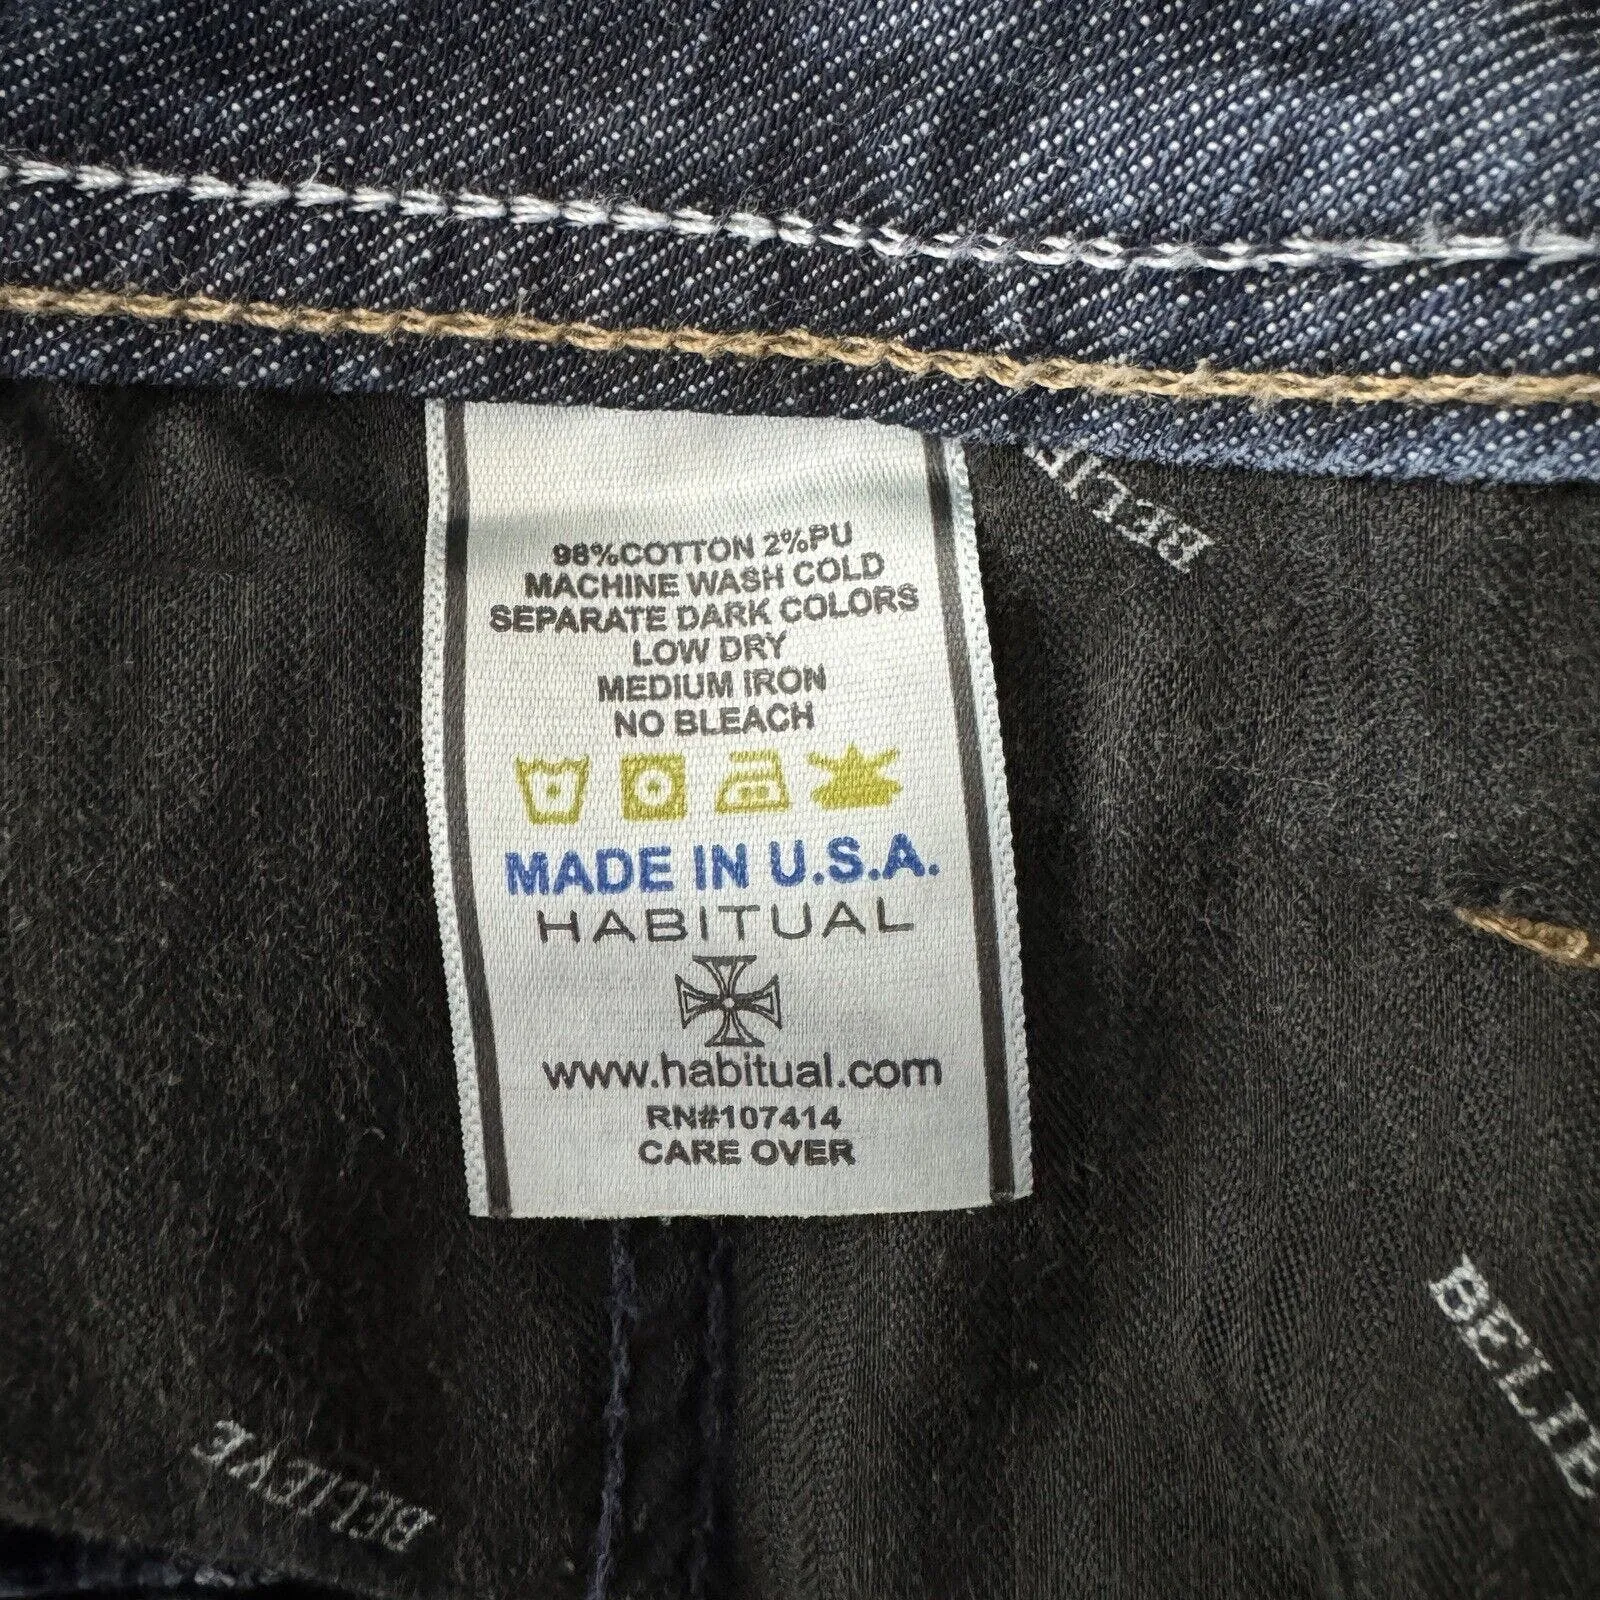 BELIEVE
98%COTTON 2%PU
MACHINE WASH COLD
SEPARATE DARK COLORS
LOW DRY
MEDIUM IRON
NO BLEACH
MADE IN U.S.A.
HABITUAL
www.habitual.com
RN#107414
CARE OVER
BELIE
BELIEVE